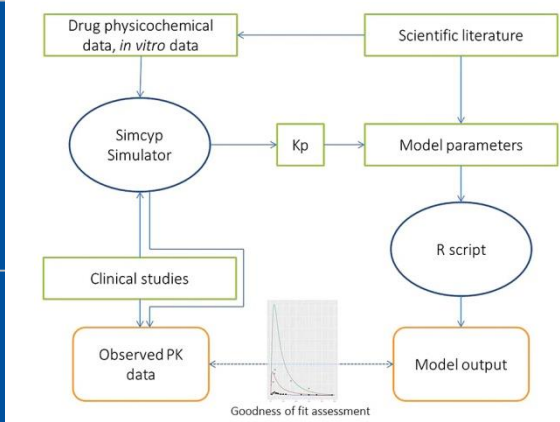 Drug physicochemical
data, in vitro data
Scientific literature
Simcyp
Simulator
Kp
Model parameters
R script
Clinical studies
Observed PK
data
Model output
Goodness of fit assessment